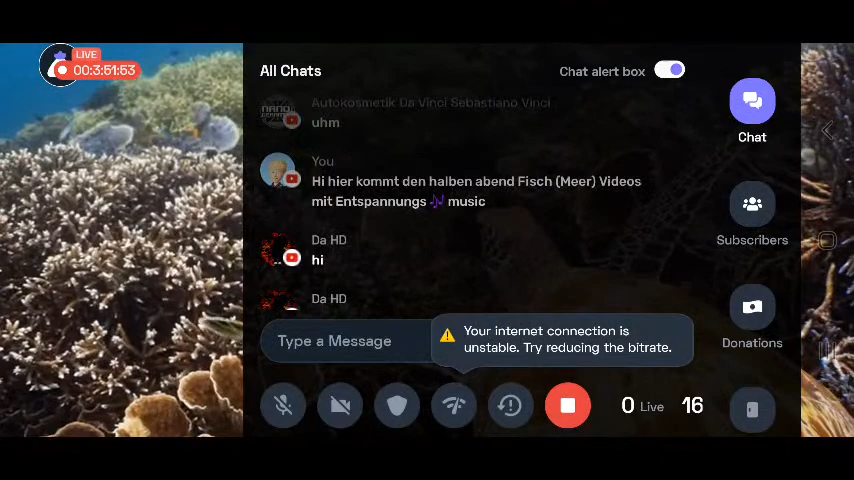 LIVE
00:3:51:53
All Chats
Chat alert box
Autokosmetik Da Vinci Sebastiano Vinci
uhm
You
Hi hier kommt den halben abend Fisch (Meer) Videos
mit Entspannungs 🎶 music
Da HD
hi
Da HD
Type a Message
Your internet connection is
unstable. Try reducing the bitrate.
0 Live 16
Chat
Subscribers
Donations